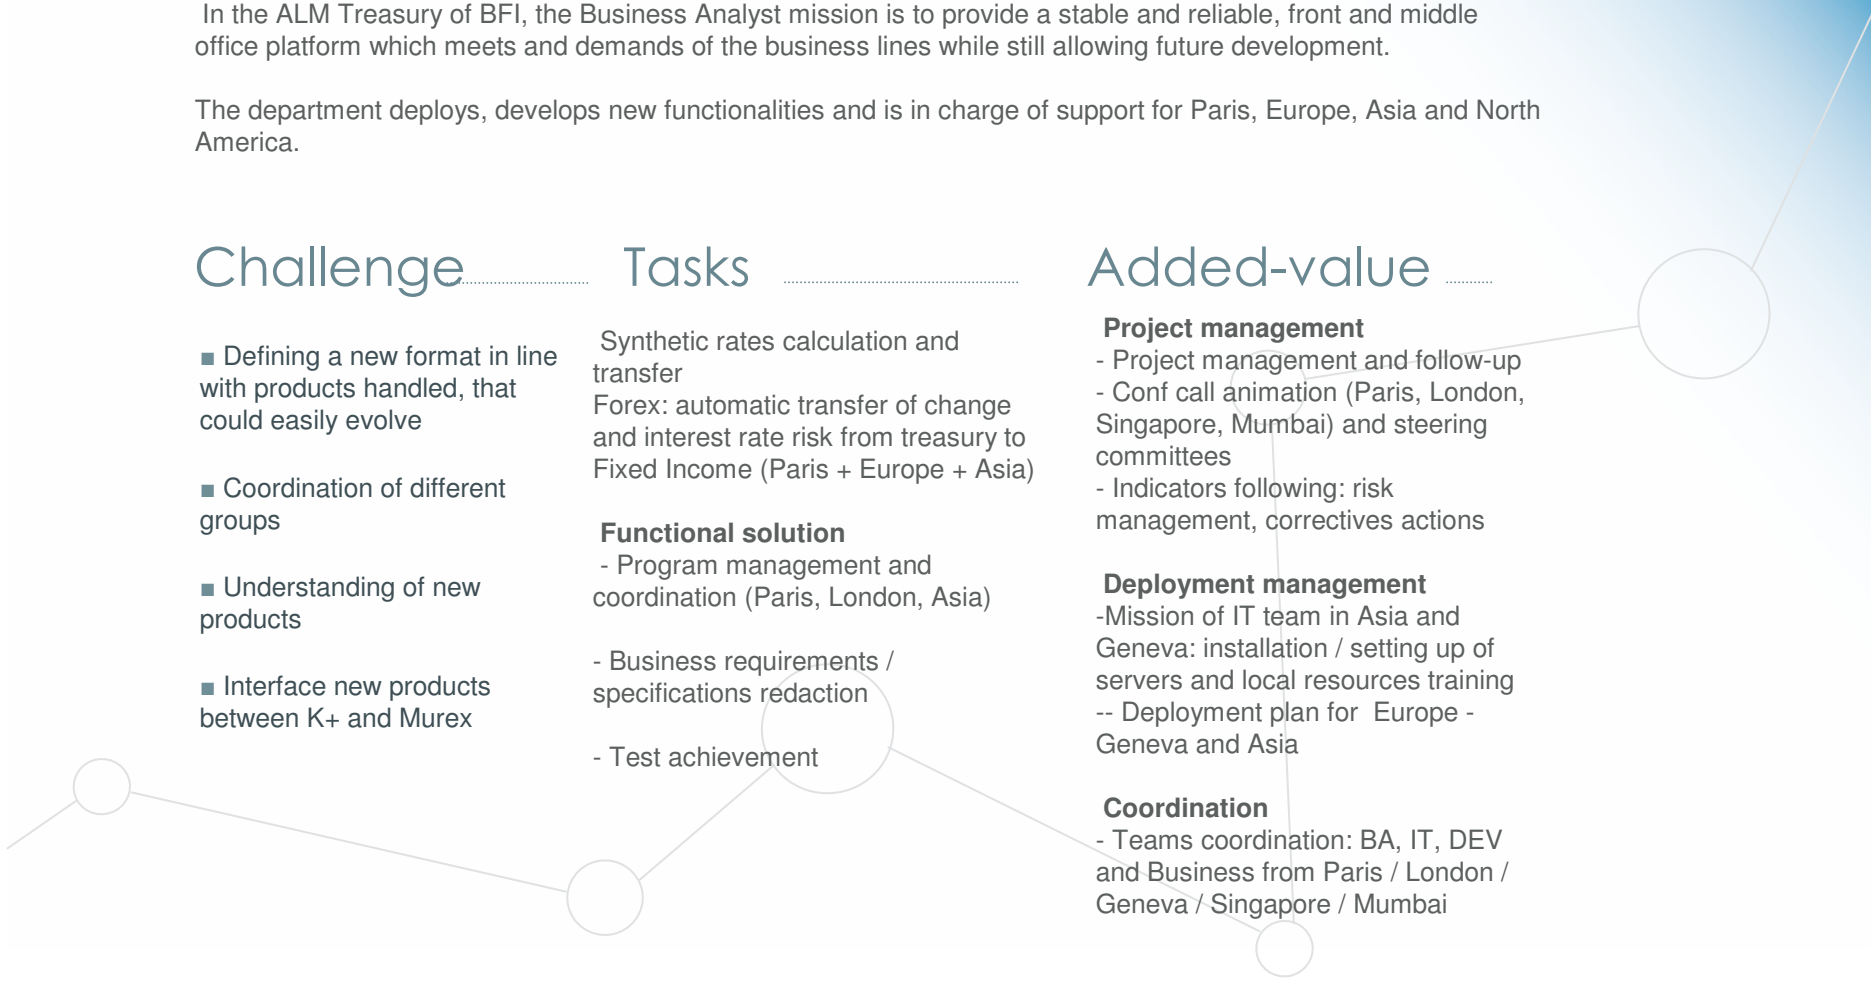 In the ALM Treasury of BFI, the Business Analyst mission is to provide a stable and reliable, front and middle
office platform which meets and demands of the business lines while still allowing future development.
The department deploys, develops new functionalities and is in charge of support for Paris, Europe, Asia and North
America.
Challenge
■ Defining a new format in line
with products handled, that
could easily evolve
■ Coordination of different
groups
■ Understanding of new
products
■ Interface new products
between K+ and Murex
Tasks
Synthetic rates calculation and
transfer
Forex: automatic transfer of change
and interest rate risk from treasury to
Fixed Income (Paris + Europe + Asia)
Functional solution
- Program management and
coordination (Paris, London, Asia)
- Business requirements /
specifications redaction
- Test achievement
Added-value
Project management
- Project management and follow-up
- Conf call animation (Paris, London,
Singapore, Mumbai) and steering
committees
- Indicators following: risk
management, correctives actions
Deployment management
-Mission of IT team in Asia and
Geneva: installation / setting up of
servers and local resources training
-- Deployment plan for  Europe -
Geneva and Asia
Coordination
- Teams coordination: BA, IT, DEV
and Business from Paris / London /
Geneva / Singapore / Mumbai